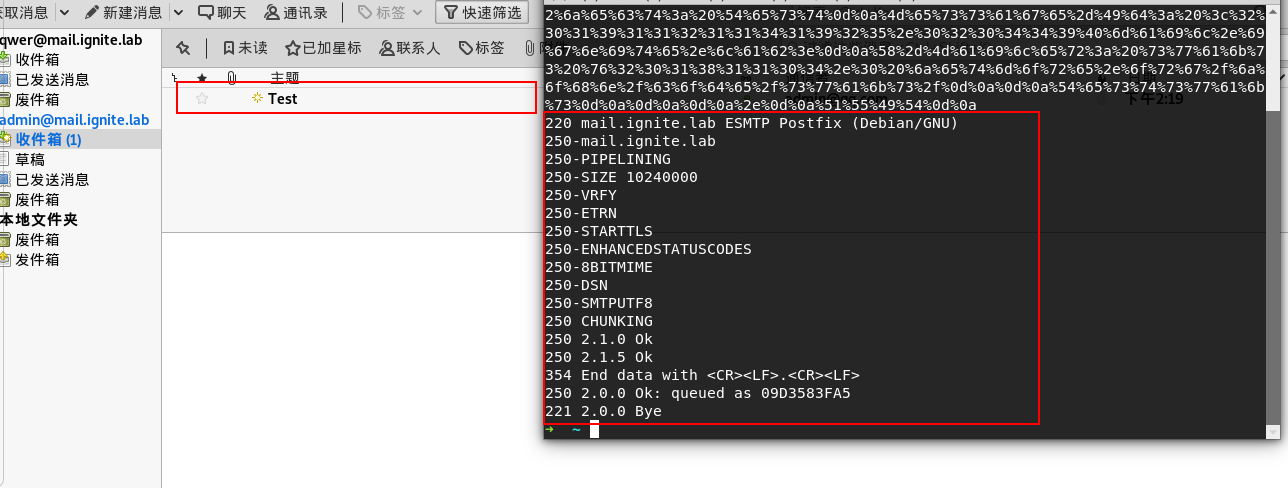 获取消息 新建消息 聊天 通讯录 标签 快速筛选
qwer@mail.ignite.lab
收件箱
已发送消息
废件箱
admin@mail.ignite.lab
收件箱 (1)
草稿
已发送消息
废件箱
本地文件夹
废件箱
发件箱
未读 已加星标 联系人 标签
主题
Test
下午2:19
2%6a%65%63%74%3a%20%54%65%73%74%0d%0a%4d%65%73%73%61%67%65%2d%49%64%3a%20%3c%32%
30%31%39%31%31%32%31%31%34%31%39%32%35%2e%30%32%30%34%34%39%40%6d%61%69%6c%2e%69
%67%6e%69%74%65%2e%6c%61%62%3e%0d%0a%58%2d%4d%61%69%6c%65%72%3a%20%73%77%61%6b%7
3%20%76%32%30%31%38%31%31%30%34%2e%30%20%6a%65%74%6d%6f%72%65%2e%6f%72%67%2f%6a%
6f%68%6e%2f%63%6f%64%65%2f%73%77%61%6b%73%2f%0d%0a%0d%0a%54%65%73%74%73%77%61%6b
%73%0d%0a%0d%0a%0d%0a%2e%0d%0a%51%55%49%54%0d%0a
220 mail.ignite.lab ESMTP Postfix (Debian/GNU)
250-mail.ignite.lab
250-PIPELINING
250-SIZE 10240000
250-VRFY
250-ETRN
250-STARTTLS
250-ENHANCEDSTATUSCODES
250-8BITMIME
250-DSN
250-SMTPUTF8
250 CHUNKING
250 2.1.0 Ok
250 2.1.5 Ok
354 End data with <CR><LF>.<CR><LF>
250 2.0.0 Ok: queued as 09D3583FA5
221 2.0.0 Bye
→ ~